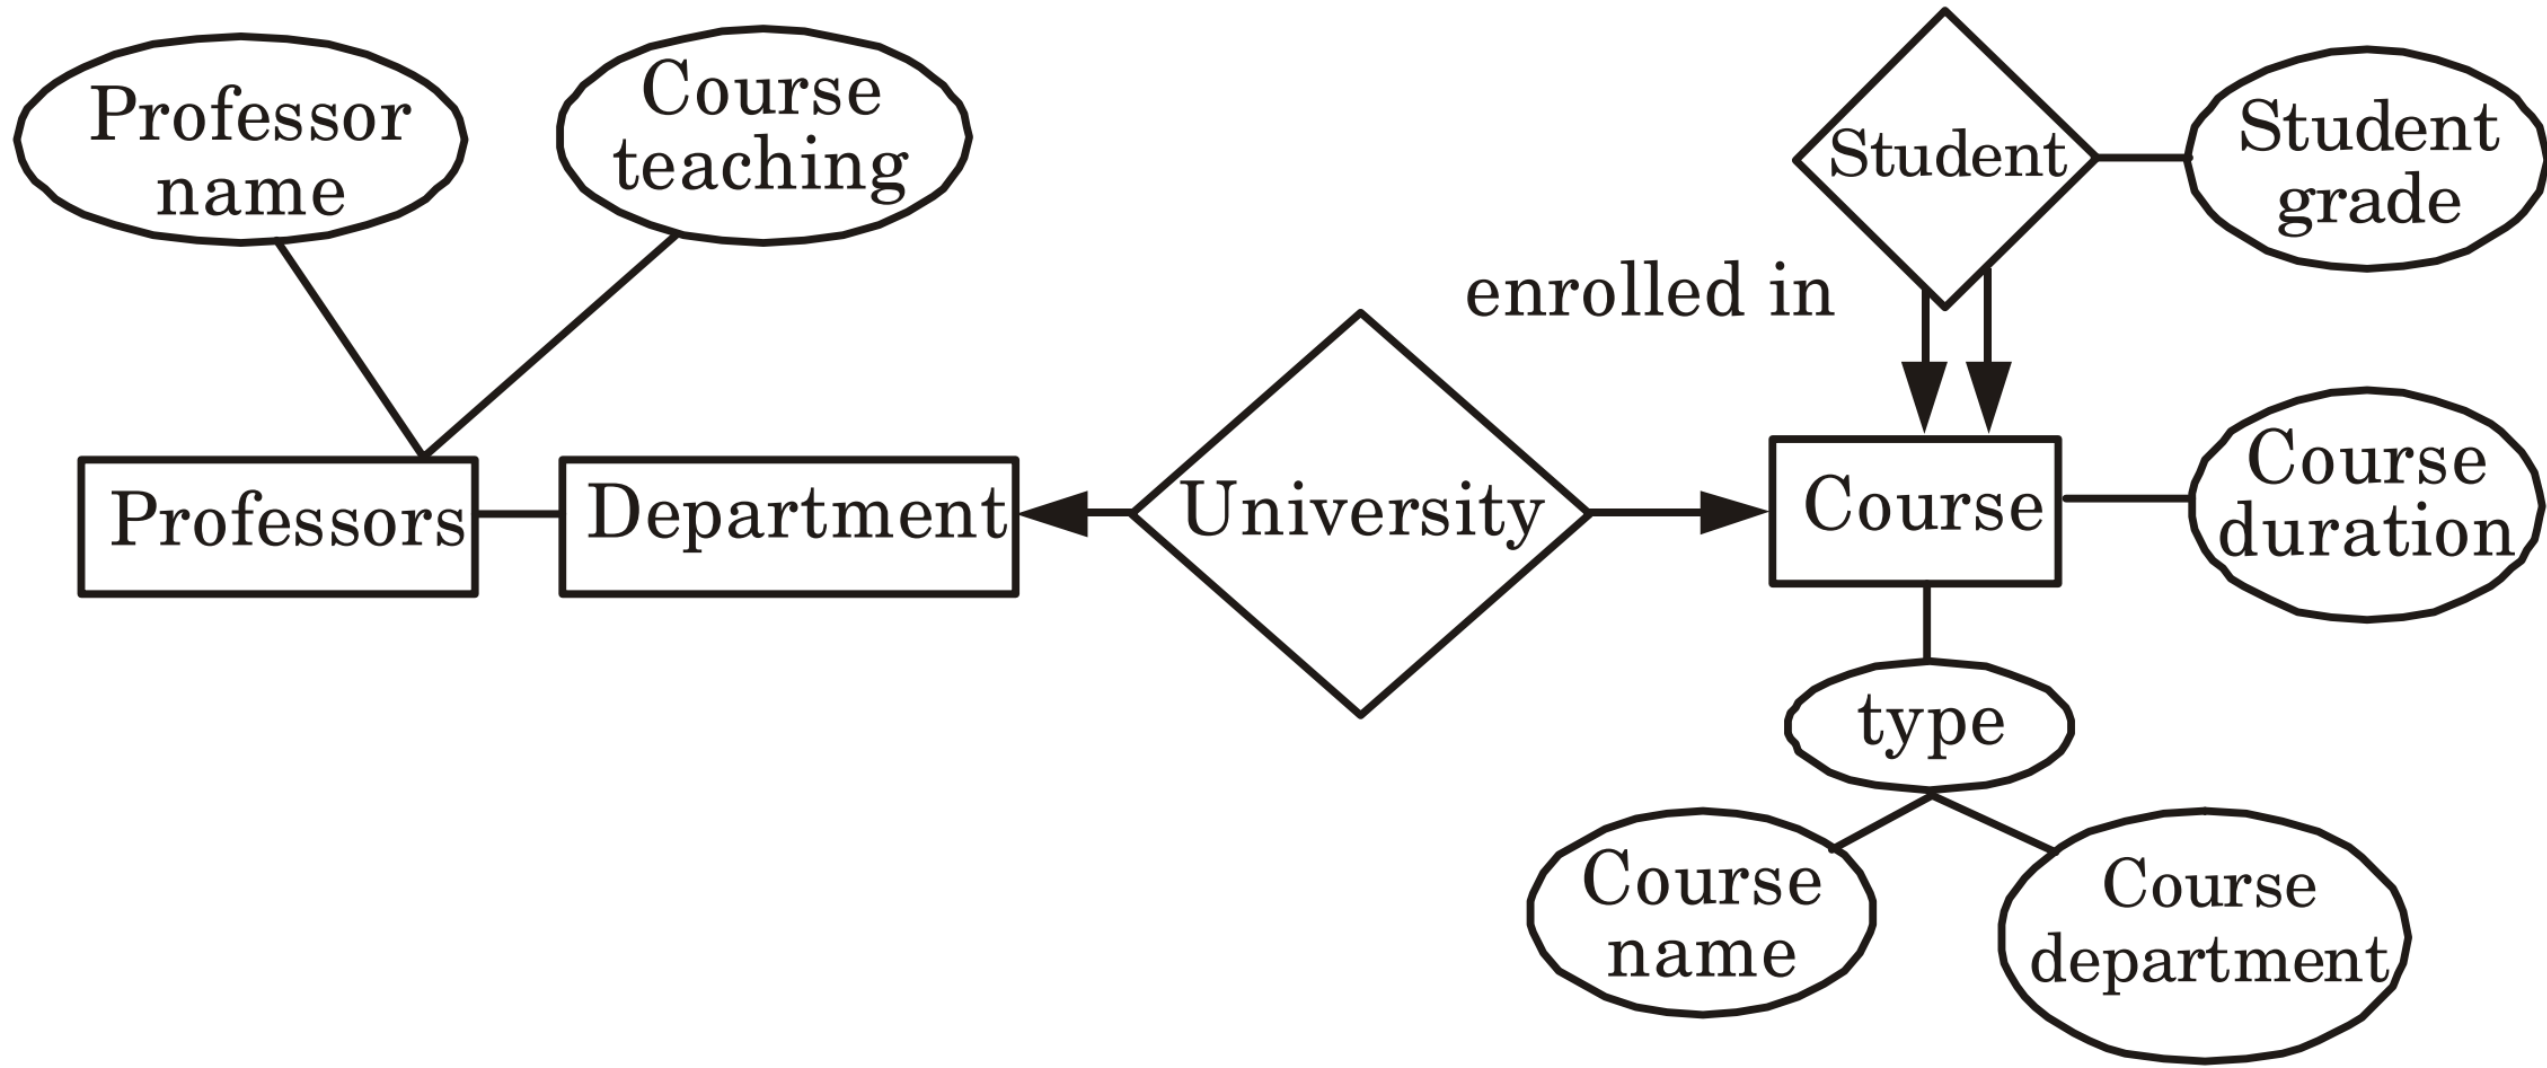 Professor
name
Course
teaching
Student
Student
grade
enrolled in
Professors
Department
University
Course
Course
duration
type
Course
name
Course
department